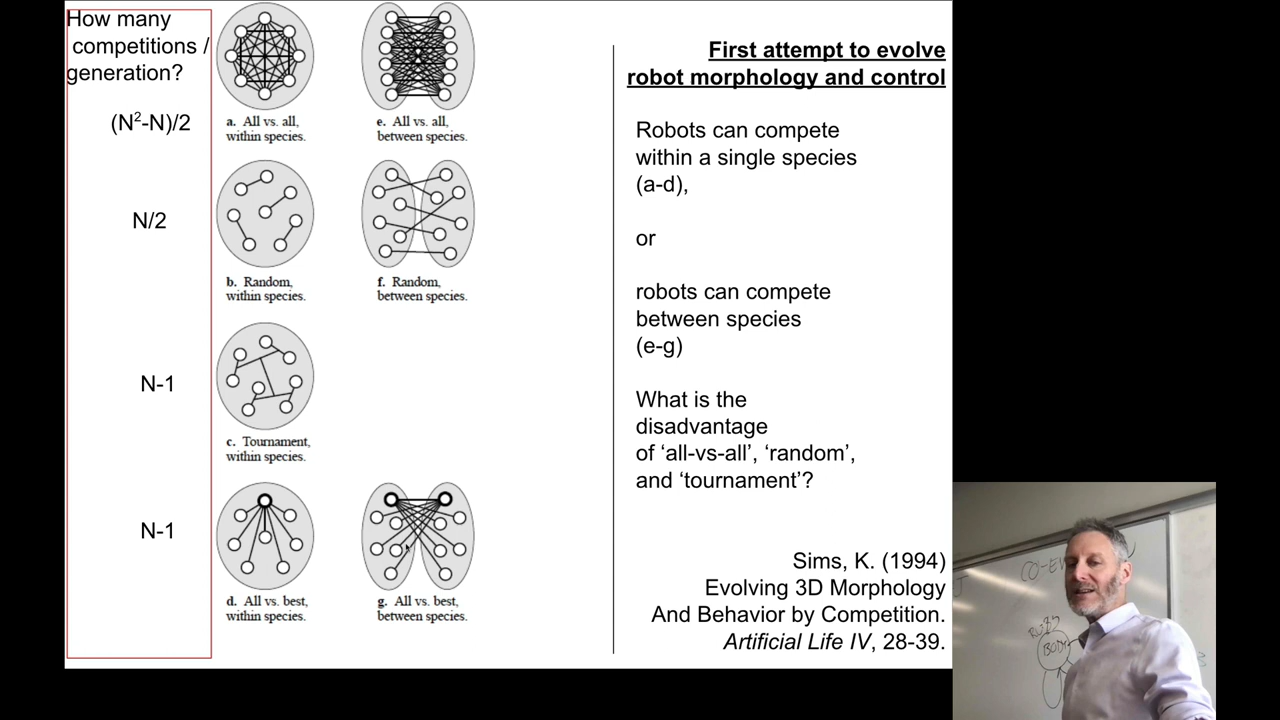 How many
competitions /
generation?
(N²-N)/2
N/2
N-1
N-1
a. All vs. all,
within species.
e. All vs. all,
between species.
b. Random,
within species.
f. Random,
between species.
c. Tournament,
within species.
d. All vs. best,
within species.
g. All vs. best,
between species.
First attempt to evolve
robot morphology and control
Robots can compete
within a single species
(a-d),
or
robots can compete
between species
(e-g)
What is the
disadvantage
of ‘all-vs-all’, ‘random’,
and ‘tournament’?
Sims, K. (1994)
Evolving 3D Morphology
And Behavior by Competition.
Artificial Life IV, 28-39.
BODY